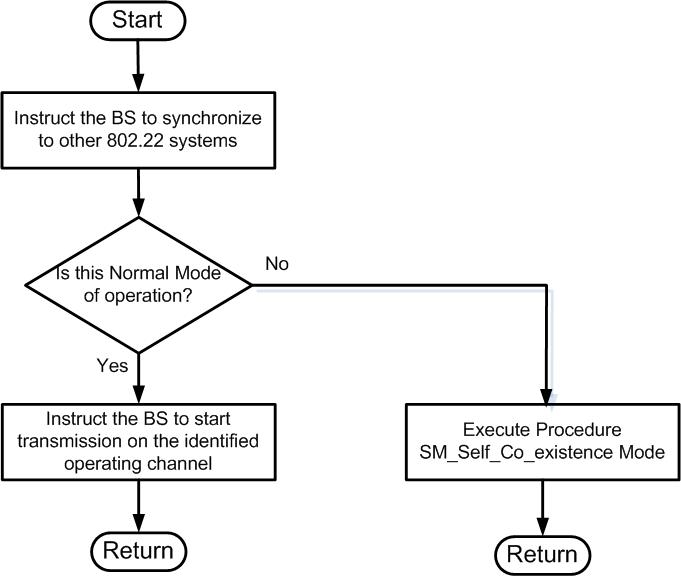 Start
Instruct the BS to synchronize
to other 802.22 systems
Is this Normal Mode
of operation?
No
Yes
Instruct the BS to start
transmission on the identified
operating channel
Execute Procedure
SM_Self_Co_existence Mode
Return
Return